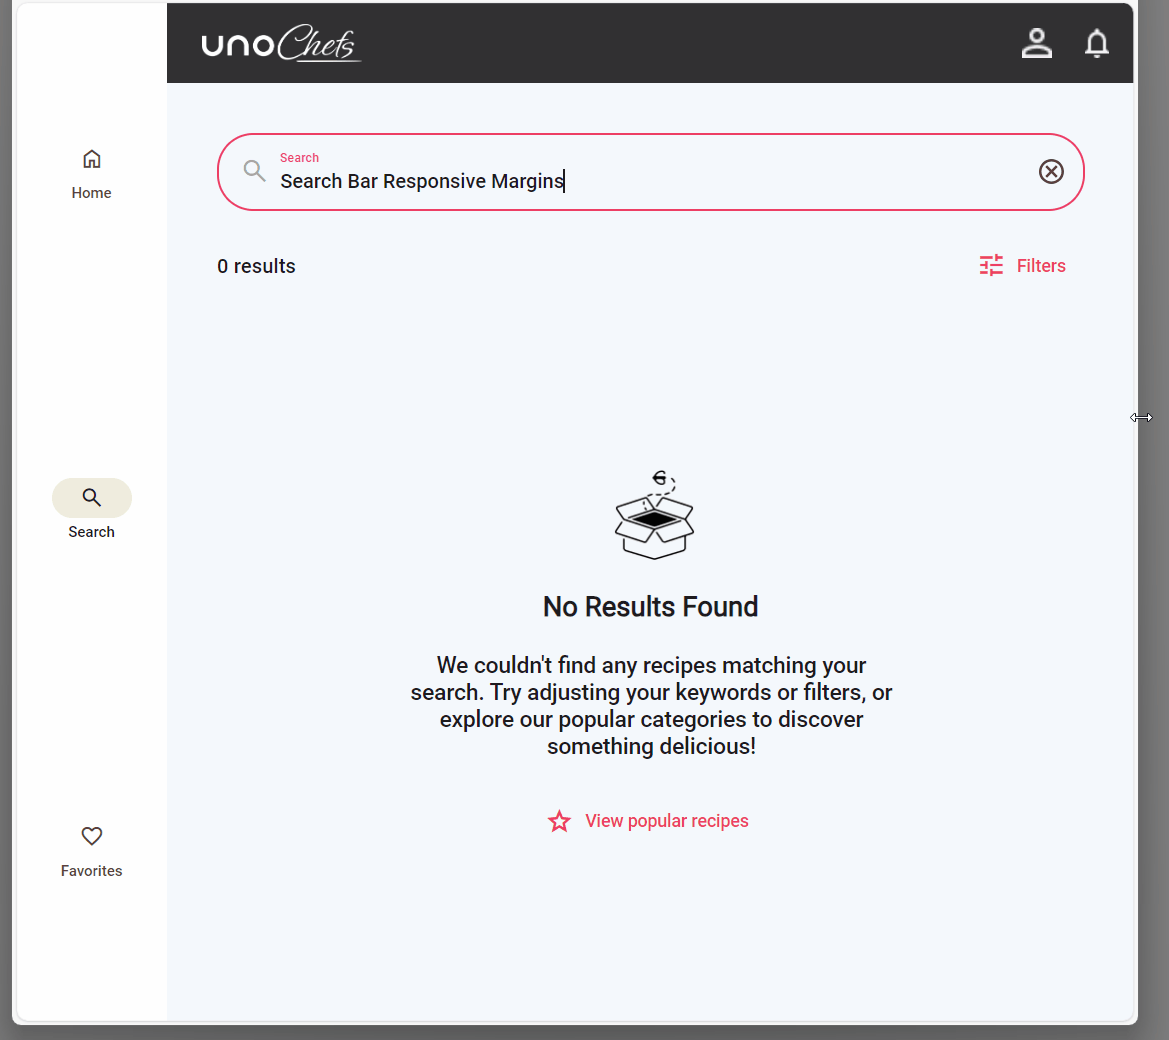 uno Chefs
Home
Search
Search Bar Responsive Margins
0 results
Filters
Search
No Results Found
We couldn't find any recipes matching your
search. Try adjusting your keywords or filters, or
explore our popular categories to discover
something delicious!
View popular recipes
Favorites